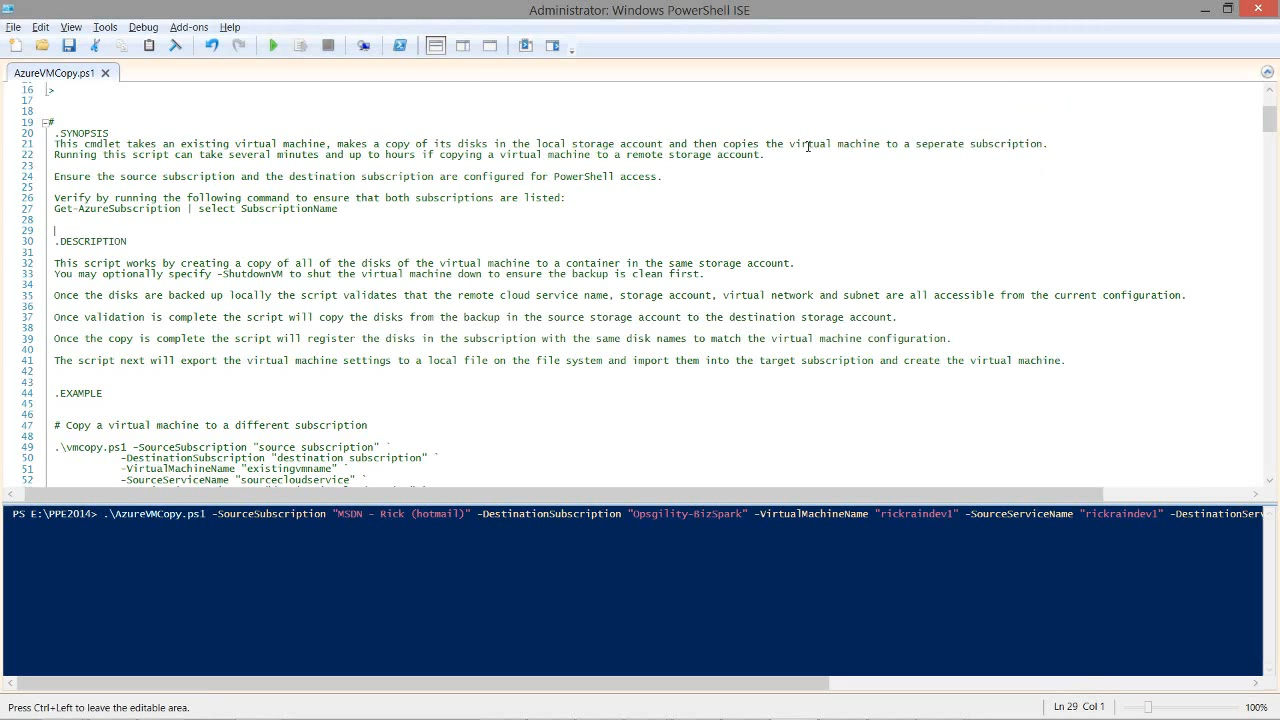 Administrator: Windows PowerShell ISE
File Edit View Tools Debug Add-ons Help
AzureVMCopy.ps1
16 >
17
18
19 #
20 .SYNOPSIS
21 This cmdlet takes an existing virtual machine, makes a copy of its disks in the local storage account and then copies the virtual machine to a seperate subscription.
22 Running this script can take several minutes and up to hours if copying a virtual machine to a remote storage account.
23
24 Ensure the source subscription and the destination subscription are configured for PowerShell access.
25
26 Verify by running the following command to ensure that both subscriptions are listed:
27 Get-AzureSubscription | select SubscriptionName
28
29
30 .DESCRIPTION
31
32 This script works by creating a copy of all of the disks of the virtual machine to a container in the same storage account.
33 You may optionally specify -ShutdownVM to shut the virtual machine down to ensure the backup is clean first.
34
35 Once the disks are backed up locally the script validates that the remote cloud service name, storage account, virtual network and subnet are all accessible from the current configuration.
36
37 Once validation is complete the script will copy the disks from the backup in the source storage account to the destination storage account.
38
39 Once the copy is complete the script will register the disks in the subscription with the same disk names to match the virtual machine configuration.
40
41 The script next will export the virtual machine settings to a local file on the file system and import them into the target subscription and create the virtual machine.
42
43
44 .EXAMPLE
45
46
47 # Copy a virtual machine to a different subscription
48
49 .\vmcopy.ps1 -SourceSubscription "source subscription" `
50 -DestinationSubscription "destination subscription" `
51 -VirtualMachineName "existingvmname" `
52 -SourceServiceName "sourcecloudservice" `
PS E:\PPE2014> .\AzureVMCopy.ps1 -SourceSubscription "MSDN - Rick (hotmail)" -DestinationSubscription "Opsgility-BizSpark" -VirtualMachineName "rickraindev1" -SourceServiceName "rickraindev1" -DestinationServ
Press Ctrl+Left to leave the editable area.
Ln 29 Col 1
100%